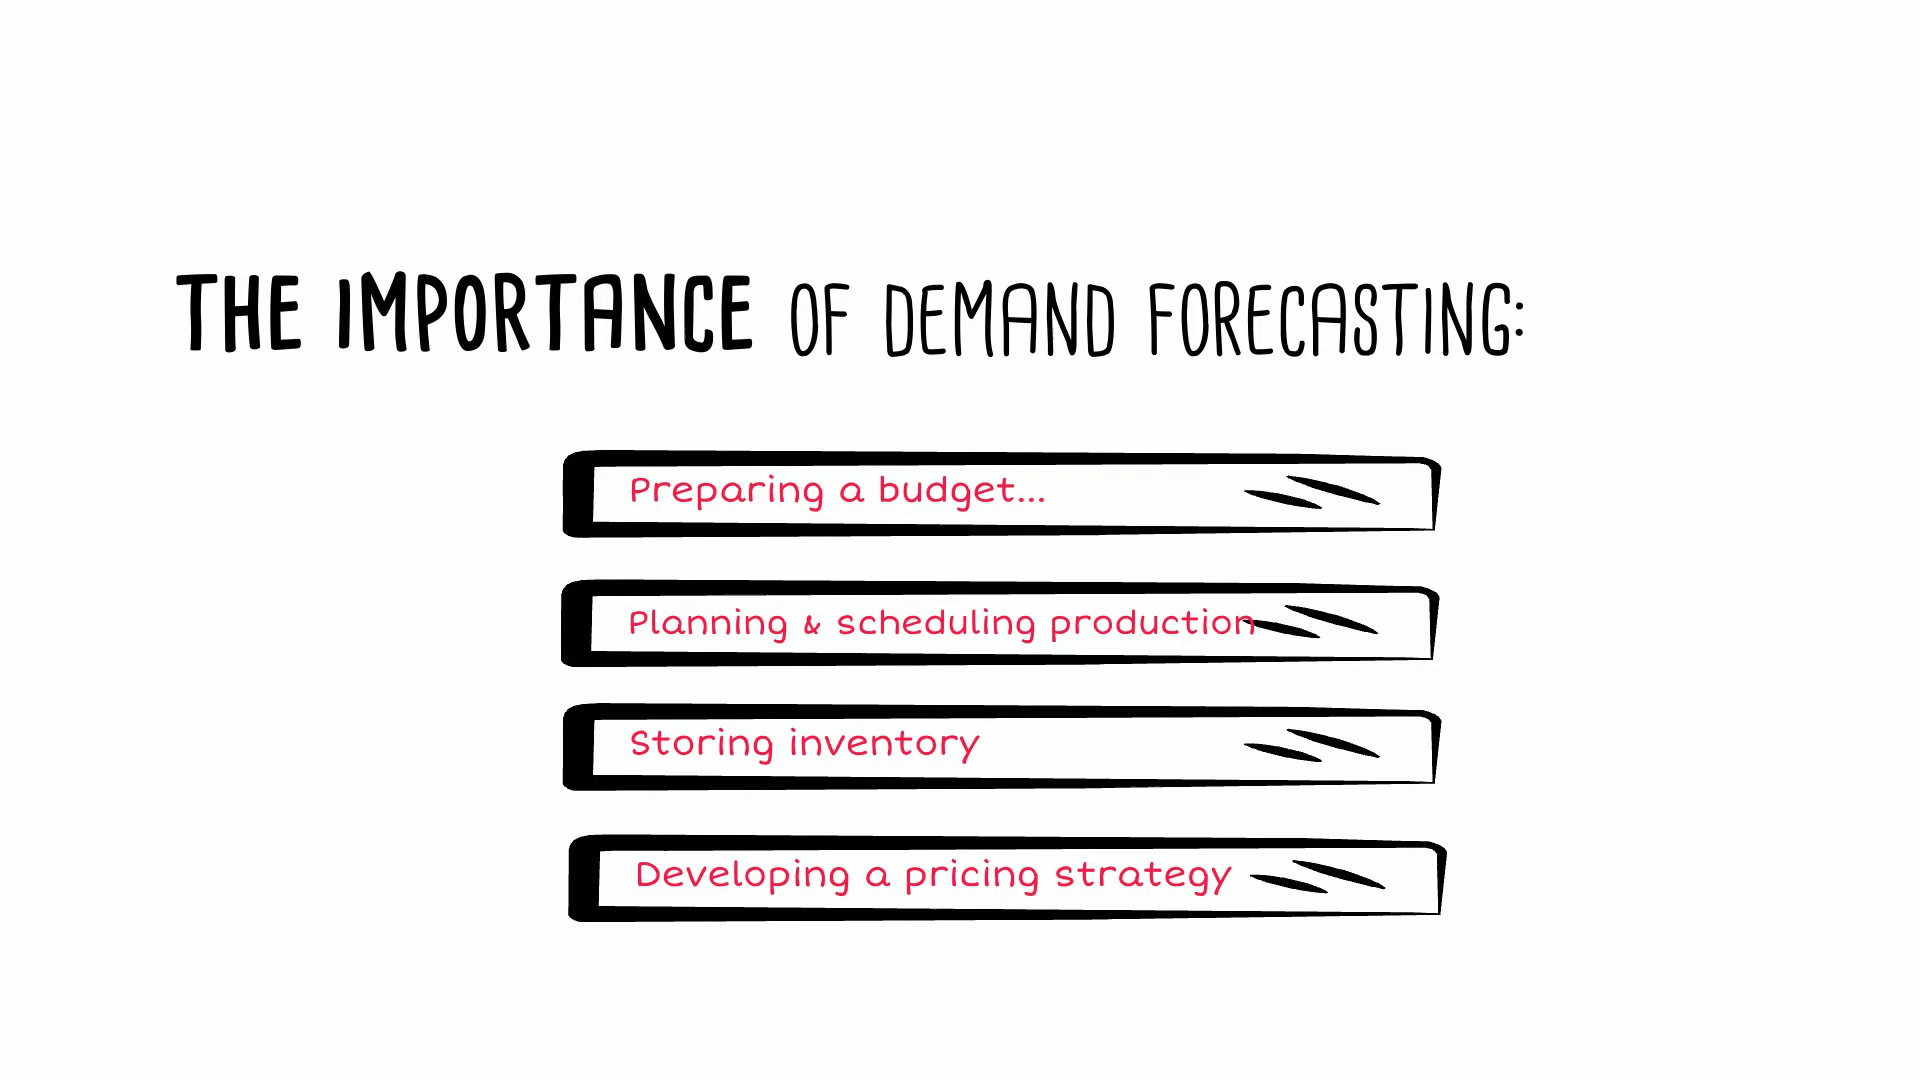 THE IMPORTANCE OF DEMAND FORECASTING:
Preparing a budget...
Planning & scheduling production
Storing inventory
Developing a pricing strategy